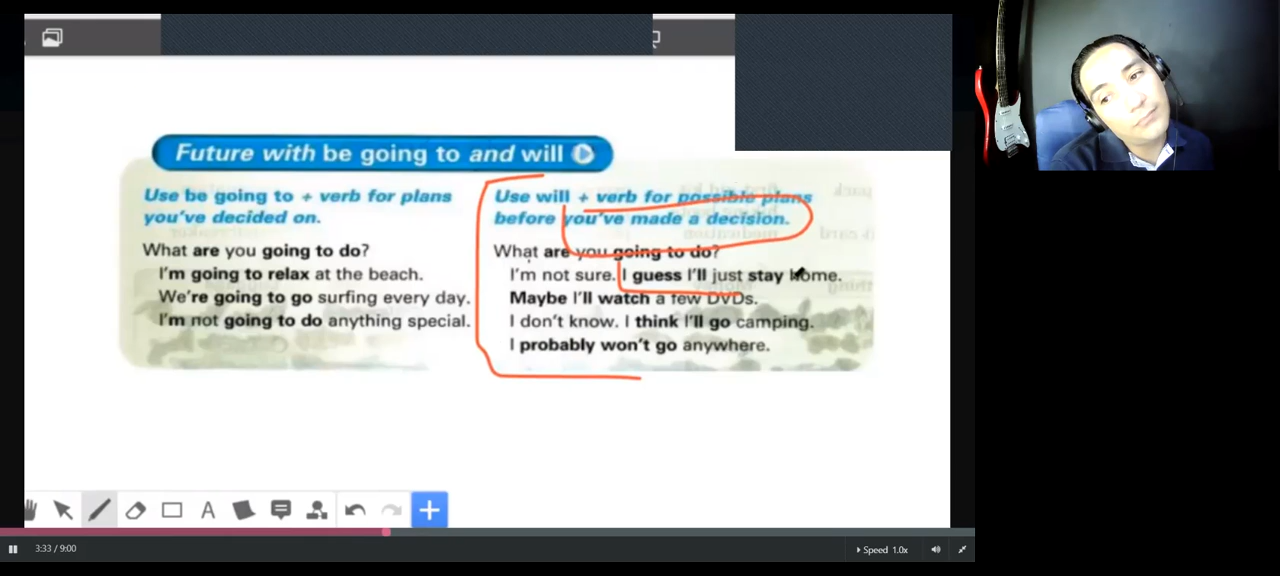 Future with be going to and will
Use be going to + verb for plans
you've decided on.
What are you going to do?
I'm going to relax at the beach.
We're going to go surfing every day.
I'm not going to do anything special.
Use will + verb for possible plans
before you've made a decision.
What are you going to do?
I'm not sure. I guess I'll just stay home.
Maybe I'll watch a few DVDs.
I don't know. I think I'll go camping.
I probably won't go anywhere.
A
3:33 / 9:00
Speed 1.0x